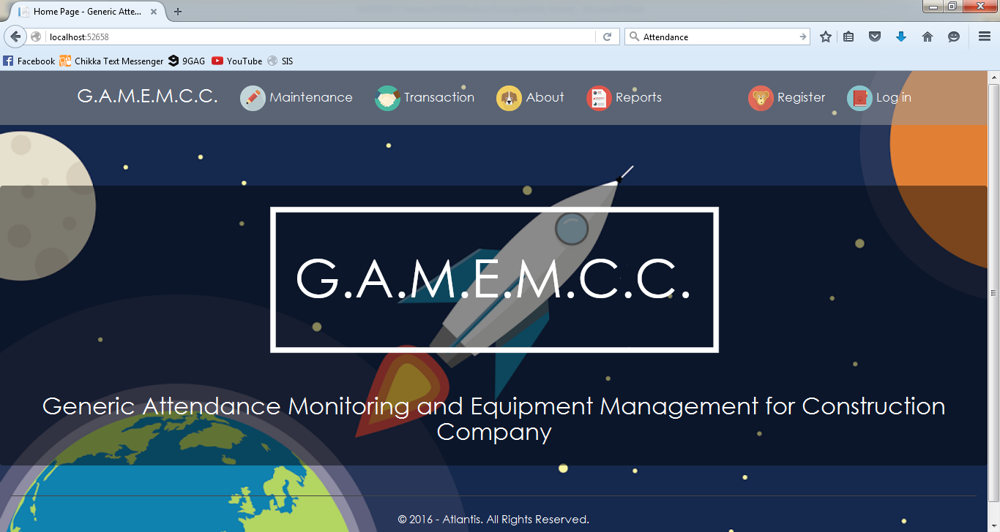 Home Page - Generic Atte...
localhost:52658
Attendance
Facebook Chikka Text Messenger 9GAG YouTube SIS
G.A.M.E.M.C.C. Maintenance Transaction About Reports Register Log in
G.A.M.E.M.C.C.
Generic Attendance Monitoring and Equipment Management for Construction
Company
© 2016 - Atlantis. All Rights Reserved.